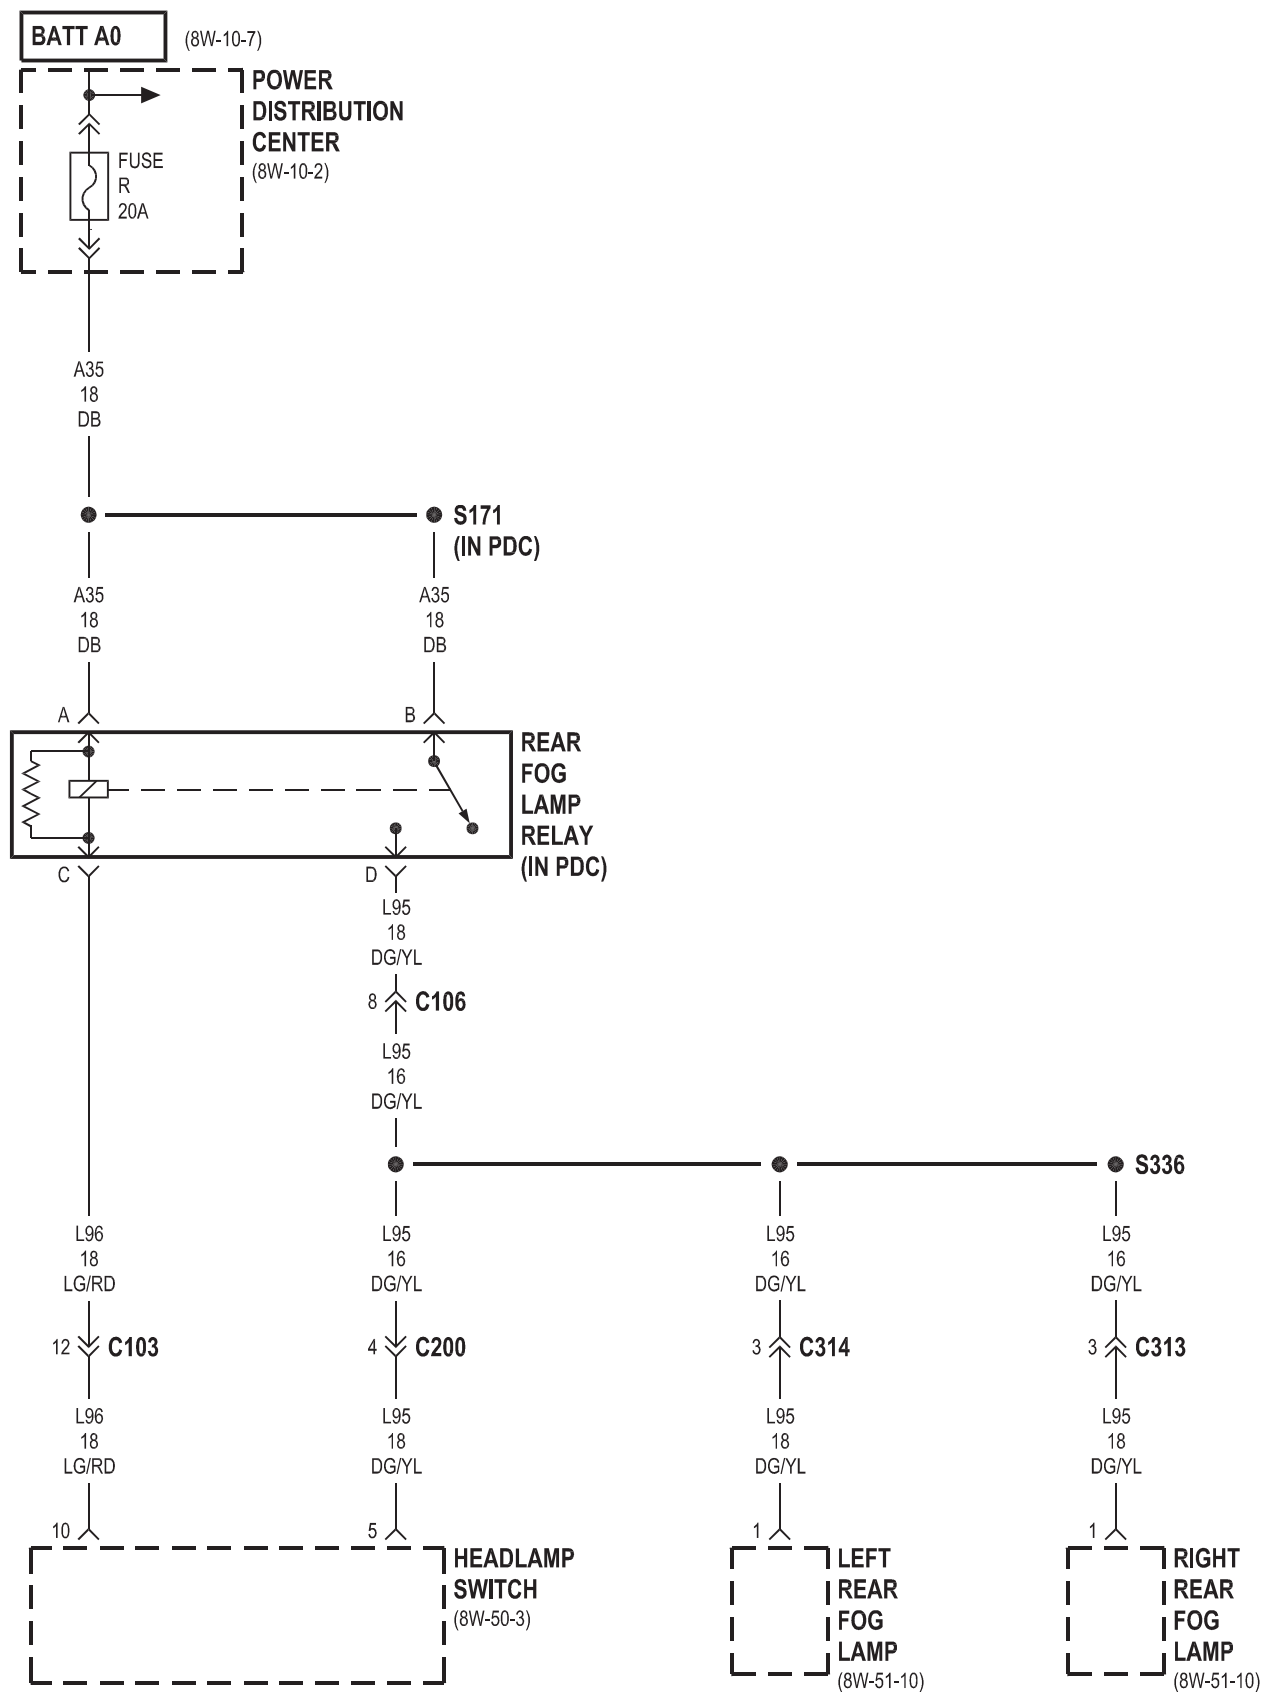 BATT A0
(8W-10-7)
POWER
DISTRIBUTION
CENTER
(8W-10-2)
FUSE
R
20A
A35
18
DB
S171
(IN PDC)
A35
18
DB
A35
18
DB
A
B
REAR
FOG
LAMP
RELAY
(IN PDC)
C
D
L95
18
DG/YL
8
C106
L95
16
DG/YL
S336
L96
18
LG/RD
L95
16
DG/YL
L95
16
DG/YL
L95
16
DG/YL
12
C103
4
C200
3
C314
3
C313
L96
18
LG/RD
L95
18
DG/YL
L95
18
DG/YL
L95
18
DG/YL
10
5
1
1
HEADLAMP
SWITCH
(8W-50-3)
LEFT
REAR
FOG
LAMP
(8W-51-10)
RIGHT
REAR
FOG
LAMP
(8W-51-10)